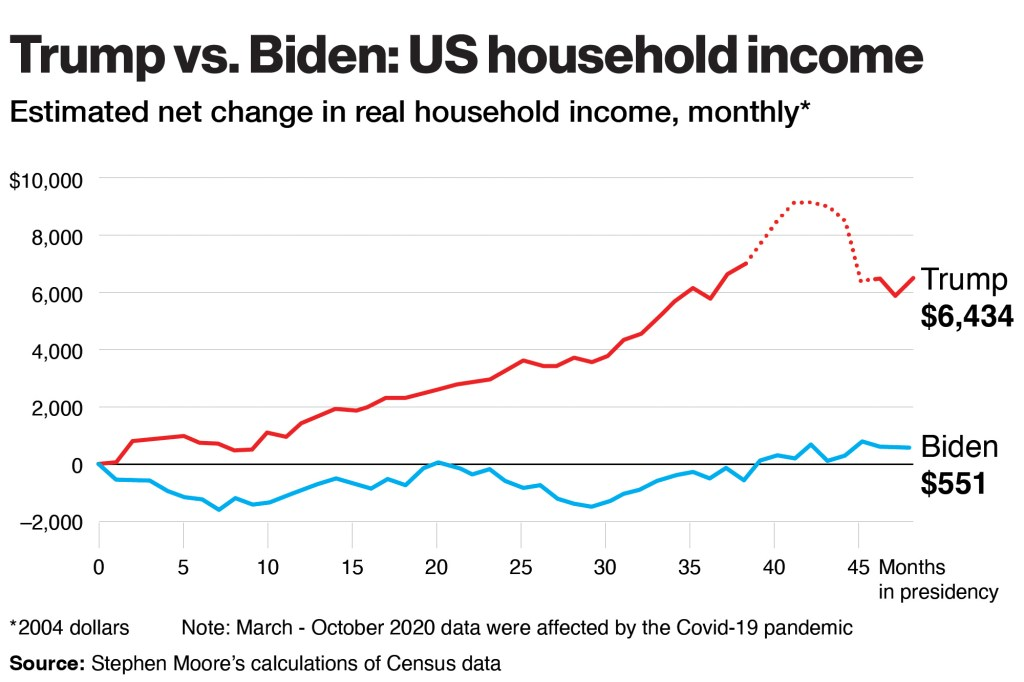 Trump vs. Biden: US household income
Estimated net change in real household income, monthly*
$10,000
8,000
6,000
4,000
2,000
0
–2,000
Trump
$6,434
Biden
$551
0 5 10 15 20 25 30 35 40 45 Months
in presidency
*2004 dollars Note: March - October 2020 data were affected by the Covid-19 pandemic
Source: Stephen Moore's calculations of Census data